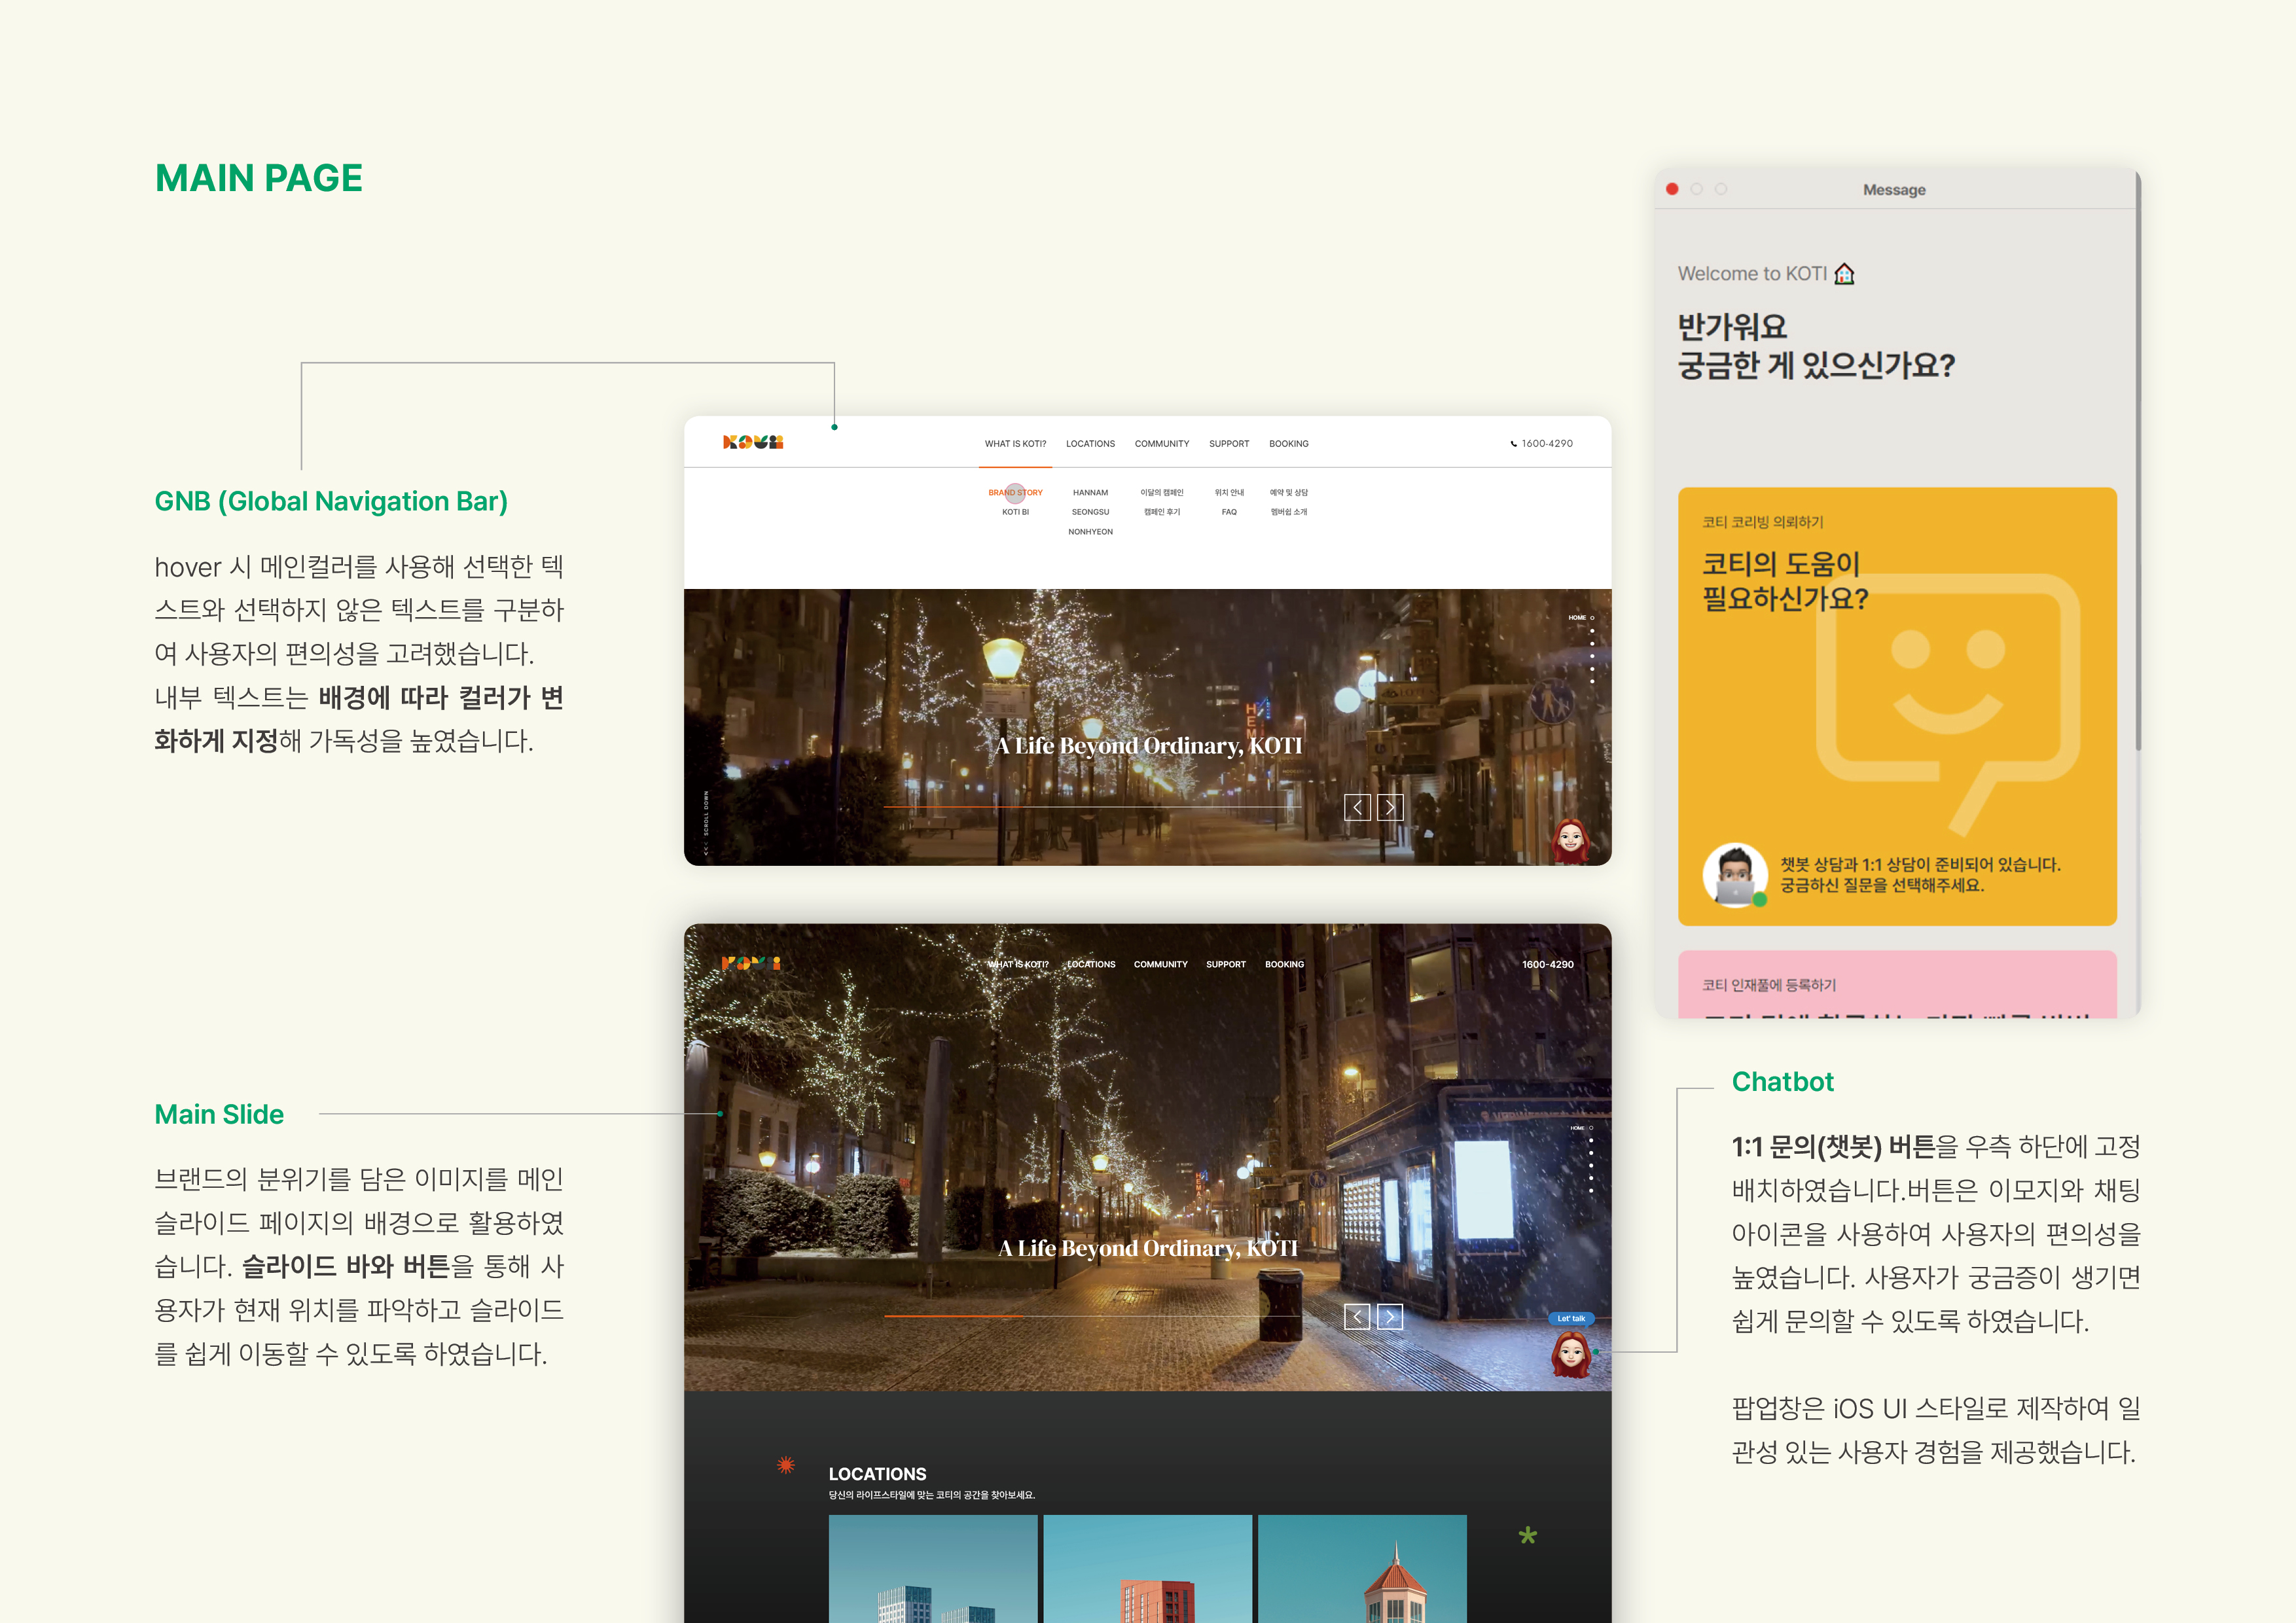 MAIN PAGE
GNB (Global Navigation Bar)
hover 시 메인컬러를 사용해 선택한 텍
스트와 선택하지 않은 텍스트를 구분하
여 사용자의 편의성을 고려했습니다.
내부 텍스트는 배경에 따라 컬러가 변
화하게 지정해 가독성을 높였습니다.
KOTI
WHAT IS KOTI? LOCATIONS COMMUNITY SUPPORT BOOKING
1600-4290
BRAND STORY HANNAM 이달의 캠페인 위치 안내 예약 및 상담
KOTI BI SEONGSU 캠페인 후기 FAQ 멤버쉽 소개
NONHYEON
HOME
HEMA
A Life Beyond Ordinary, KOTI
<<< SCROLL DOWN
Main Slide
브랜드의 분위기를 담은 이미지를 메인
슬라이드 페이지의 배경으로 활용하였
습니다. 슬라이드 바와 버튼을 통해 사
용자가 현재 위치를 파악하고 슬라이드
를 쉽게 이동할 수 있도록 하였습니다.
KOTI
WHAT IS KOTI? LOCATIONS COMMUNITY SUPPORT BOOKING
1600-4290
HOME
HEMA
A Life Beyond Ordinary, KOTI
Let' talk
LOCATIONS
당신의 라이프스타일에 맞는 코티의 공간을 찾아보세요.
Message
Welcome to KOTI
반가워요
궁금한 게 있으신가요?
코티 코리빙 의뢰하기
코티의 도움이
필요하신가요?
챗봇 상담과 1:1 상담이 준비되어 있습니다.
궁금하신 질문을 선택해주세요.
코티 인재풀에 등록하기
Chatbot
1:1 문의(챗봇) 버튼을 우측 하단에 고정
배치하였습니다.버튼은 이모지와 채팅
아이콘을 사용하여 사용자의 편의성을
높였습니다. 사용자가 궁금증이 생기면
쉽게 문의할 수 있도록 하였습니다.
팝업창은 iOS UI 스타일로 제작하여 일
관성 있는 사용자 경험을 제공했습니다.